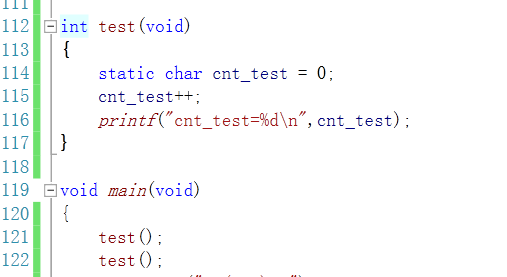 111
112 int test(void)
113 {
114 static char cnt_test = 0;
115 cnt_test++;
116 printf("cnt_test=%d\n",cnt_test);
117 }
118
119 void main(void)
120 {
121 test();
122 test();